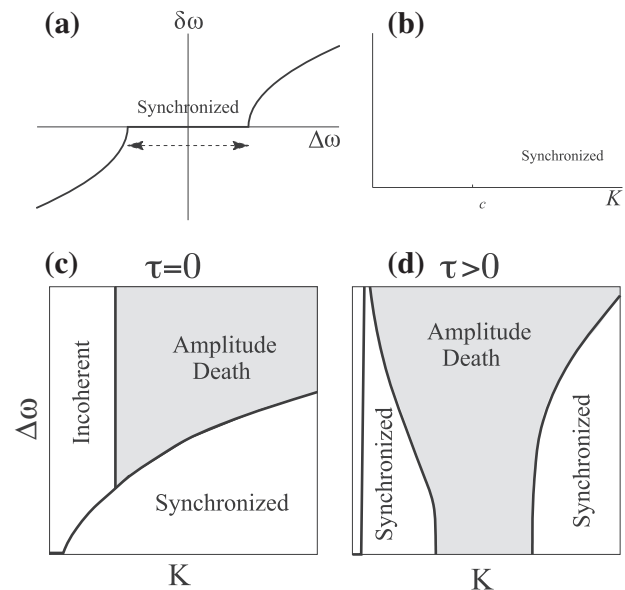 (a)
δω
Synchronized
Δω
(b)
Synchronized
c
K
(c)
τ=0
Incoherent
Amplitude
Death
Synchronized
Δω
K
(d)
τ>0
Amplitude
Death
Synchronized
Synchronized
K